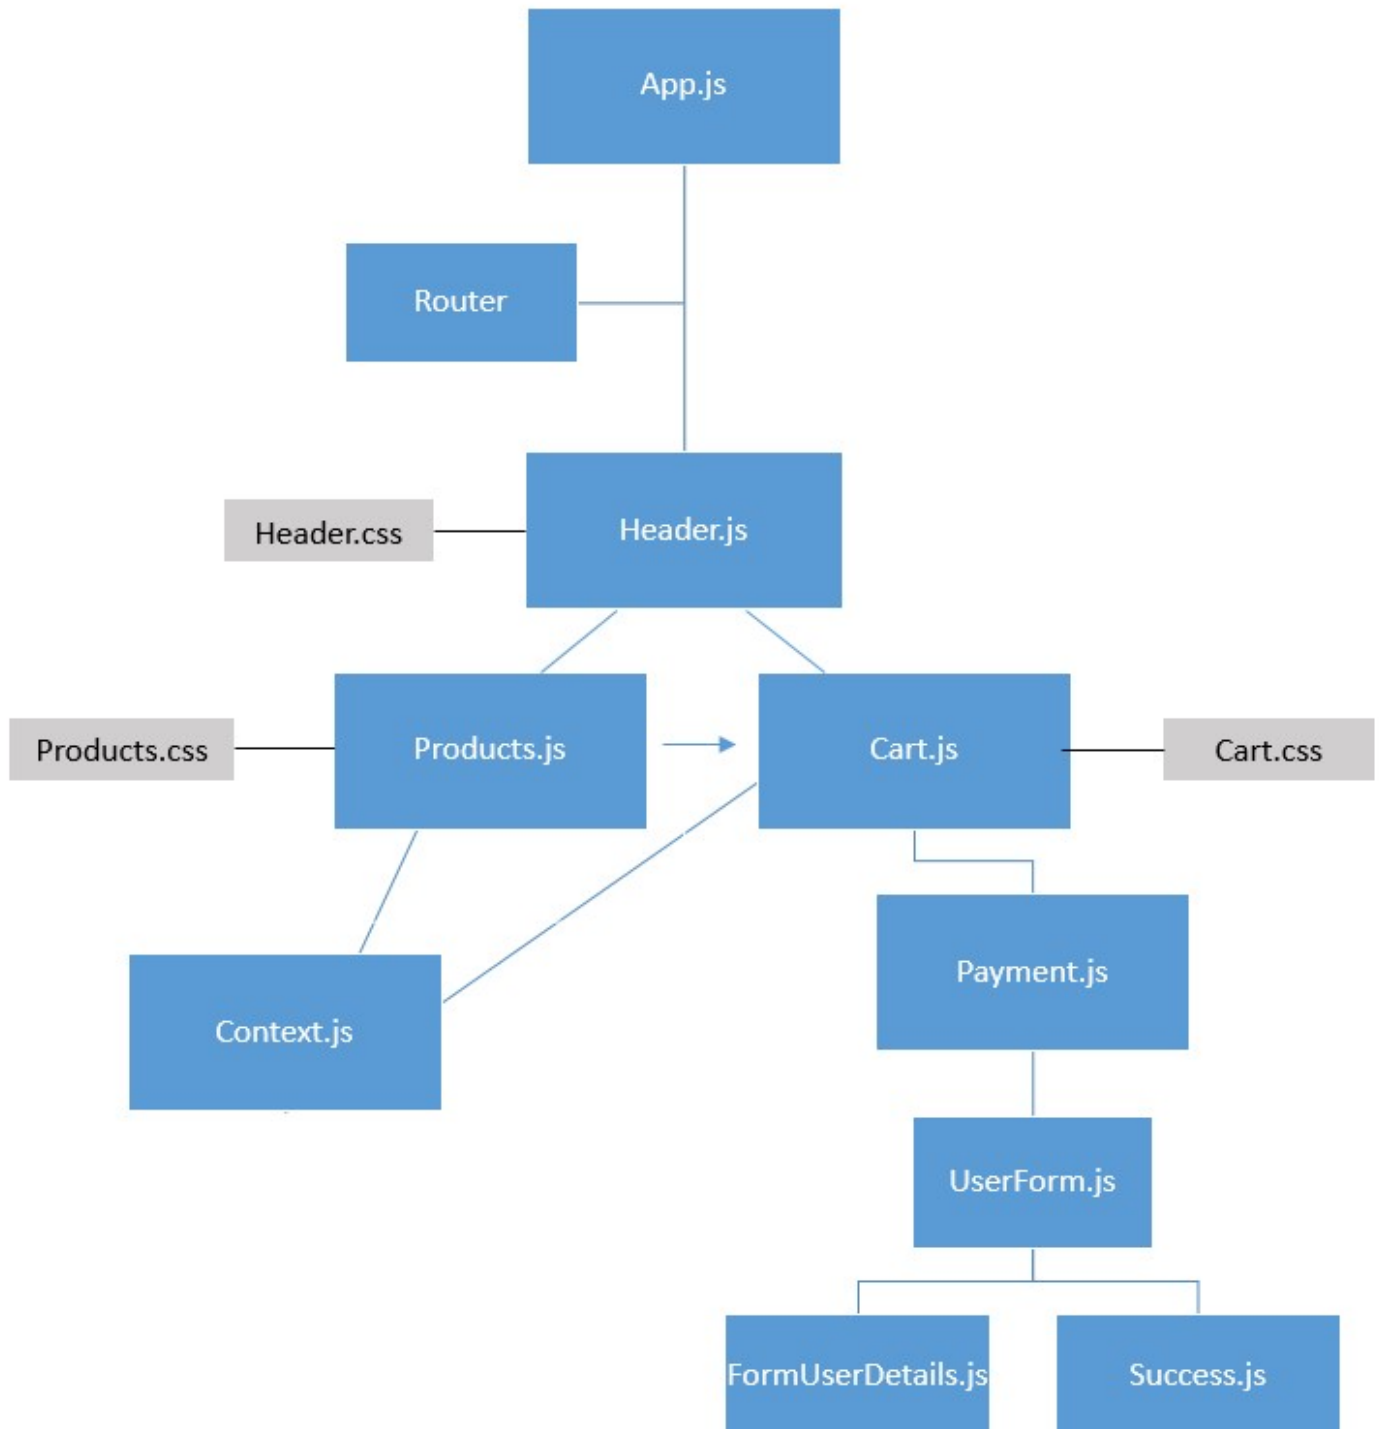 App.js
Router
Header.css
Header.js
Products.css
Products.js
Cart.js
Cart.css
Payment.js
Context.js
UserForm.js
FormUserDetails.js
Success.js